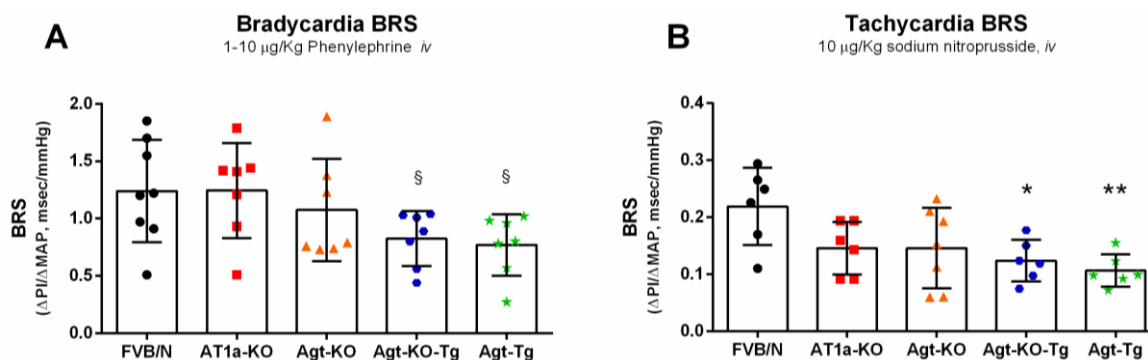 A
Bradycardia BRS
1-10 µg/Kg Phenylephrine iv
BRS
(ΔPI/ΔMAP, msec/mmHg)
2.0
1.5
1.0
0.5
0.0
§
§
FVB/N
AT1a-KO
Agt-KO
Agt-KO-Tg
Agt-Tg
B
Tachycardia BRS
10 µg/Kg sodium nitroprusside, iv
BRS
(ΔPI/ΔMAP, msec/mmHg)
0.4
0.3
0.2
0.1
0.0
*
**
FVB/N
AT1a-KO
Agt-KO
Agt-KO-Tg
Agt-Tg